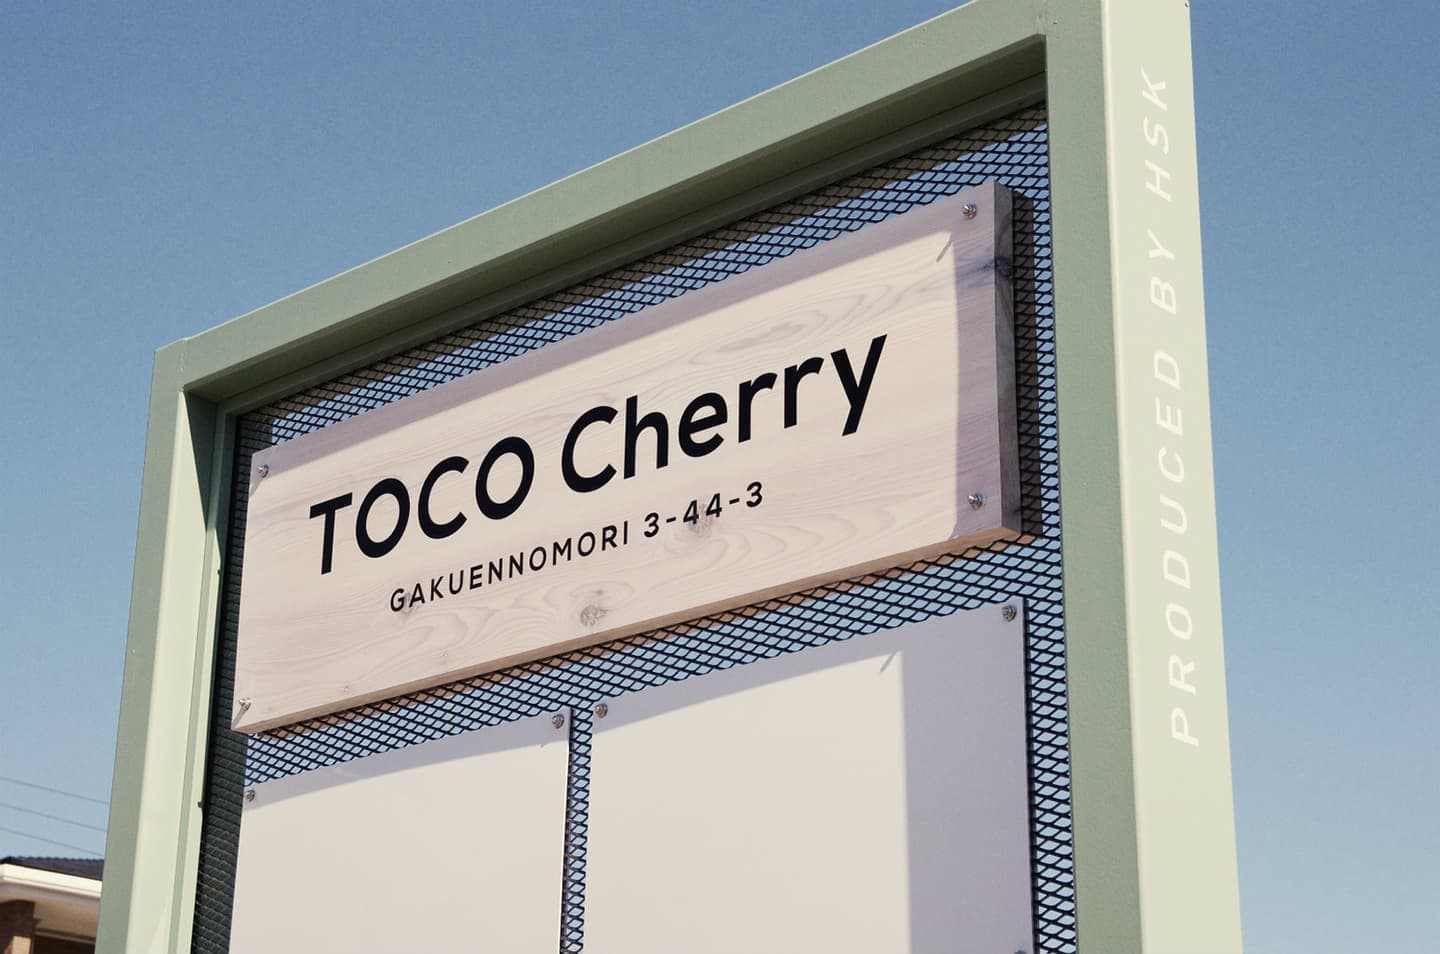 TOCO Cherry
GAKUENNOMORI 3-44-3
PRODUCED BY HSK